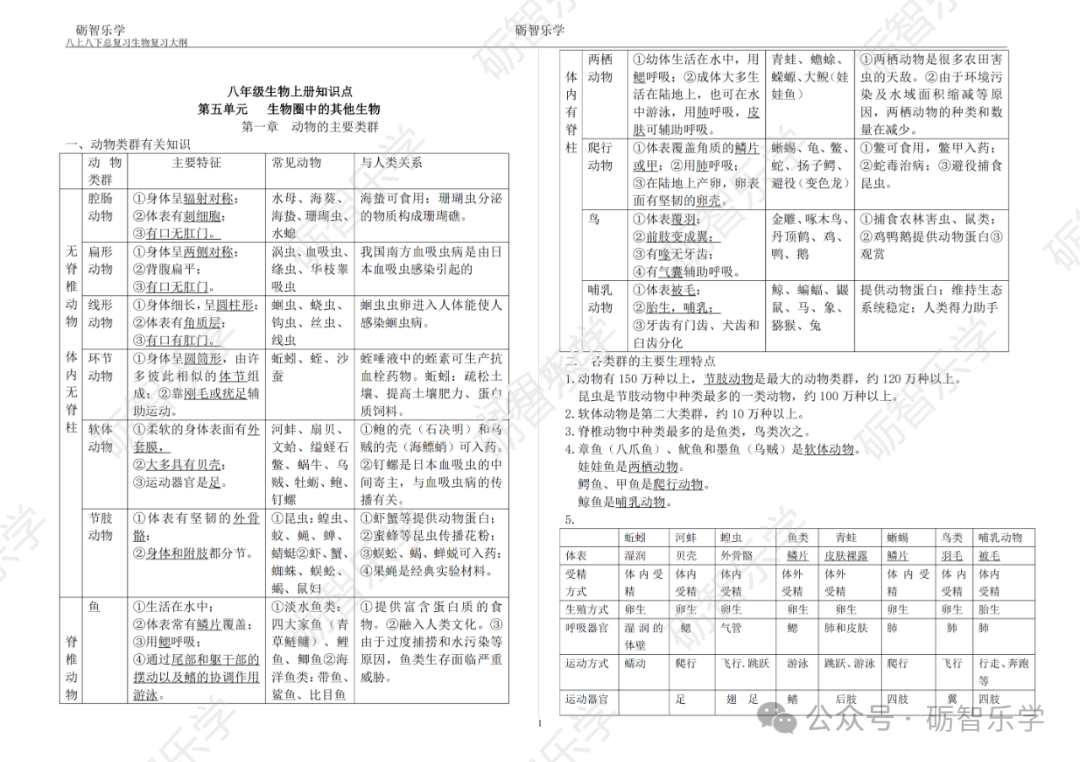 砺智乐学
八上八下总复习生物复习大纲
八年级生物上册知识点
第五单元 生物圈中的其他生物
第一章 动物的主要类群
一、动物类群有关知识
动物类群 主要特征 常见动物 与人类关系
无脊椎动物 体内无脊柱
腔肠动物
①身体呈辐射对称;
②体表有刺细胞;
③有口无肛门。
水母、海葵、
海蛰、珊瑚虫、
水螅
海蛰可食用；珊瑚虫分泌
的物质构成珊瑚礁。
扁形动物
①身体呈两侧对称;
②背腹扁平;
③有口无肛门。
涡虫、血吸虫、
绦虫、华枝睾
吸虫
我国南方血吸虫病是由日
本血吸虫感染引起的
线形动物
①身体细长，呈圆柱形;
②体表有角质层;
③有口有肛门。
蛔虫、蛲虫、
钩虫、丝虫、
线虫
蛔虫虫卵进入人体能使人
感染蛔虫病。
环节动物
①身体呈圆筒形，由许
多彼此相似的体节组
成；②靠刚毛或疣足辅
助运动。
蚯蚓、蛭、沙
蚕
蛭唾液中的蛭素可生产抗
血栓药物。蚯蚓：疏松土
壤、提高土壤肥力、蛋白
质饲料。
软体动物
①柔软的身体表面有外
套膜，
②大多具有贝壳;
③运动器官是足。
河蚌、扇贝、
文蛤、缢蛏石
鳖、蜗牛、乌
贼、牡蛎、鲍、
钉螺
①鲍的壳（石决明）和乌
贼的壳（海螵蛸）可入药;
②钉螺是日本血吸虫的中
间寄主，与血吸虫病的传
播有关。
节肢动物
①体表有坚韧的外骨
骼;
②身体和附肢都分节。
①昆虫：蝗虫、
蚊、蝇、蝉、
蜻蜓②虾、蟹、
蜘蛛、蜈蚣、
蝎、鼠妇
①虾蟹等提供动物蛋白;
②蜜蜂等昆虫传播花粉;
③蜈蚣、蝎、蝉蜕可入药;
④果蝇是经典实验材料。
脊椎动物
鱼
①生活在水中;
②体表常有鳞片覆盖;
③用鳃呼吸;
④通过尾部和躯干部的
摆动以及鳍的协调作用
游泳。
①淡水鱼类：
四大家鱼（青
草鲢鳙）、鲤
鱼、鲫鱼②海
洋鱼类：带鱼、
鲨鱼、比目鱼
①提供富含蛋白质的食
物。②融入人类文化。③
由于过度捕捞和水污染等
原因，鱼类生存面临严重
威胁。
砺智乐学
体内有脊柱
两栖动物
①幼体生活在水中，用
鳃呼吸；②成体大多生
活在陆地上，也可在水
中游泳，用肺呼吸，皮
肤可辅助呼吸。
青蛙、蟾蜍、
蝾螈、大鲵(娃
娃鱼)
①两栖动物是很多农田害
虫的天敌。②由于环境污
染及水域面积缩减等原
因，两栖动物的种类和数
量在减少。
爬行动物
①体表覆盖角质的鳞片
或甲；②用肺呼吸;
③在陆地上产卵，卵表
面有坚韧的卵壳。
蜥蜴、龟、鳖、
蛇、扬子鳄、
避役（变色龙）
①鳖可食用，鳖甲入药；
②蛇毒治病；③避役捕食
昆虫。
鸟
①体表覆羽;
②前肢变成翼;
③有喙无牙齿;
④有气囊辅助呼吸。
金雕、啄木鸟、
丹顶鹤、鸡、
鸭、鹅
①捕食农林害虫、鼠类;
②鸡鸭鹅提供动物蛋白③
观赏
哺乳动物
①体表被毛;
②胎生，哺乳;
③牙齿有门齿、犬齿和
臼齿分化
鲸、蝙蝠、鼹
鼠、马、象、
猕猴、兔
提供动物蛋白；维持生态
系统稳定；人类得力助手
二 各类群的主要生理特点
1.动物有150万种以上，节肢动物是最大的动物类群，约120万种以上。
昆虫是节肢动物中种类最多的一类动物，约100万种以上。
2.软体动物是第二大类群，约10万种以上。
3.脊椎动物中种类最多的是鱼类，鸟类次之。
4.章鱼（八爪鱼）、鱿鱼和墨鱼（乌贼）是软体动物。
娃娃鱼是两栖动物。
鳄鱼、甲鱼是爬行动物。
鲸鱼是哺乳动物。
5.
蚯蚓 河蚌 蝗虫 鱼类 青蛙 蜥蜴 鸟类 哺乳动物
体表 湿润 贝壳 外骨骼 鳞片 皮肤裸露 鳞片 羽毛 被毛
受精方式 体内受精 体内受精 体内受精 体外受精 体外受精 体内受精 体内受精 体内受精
生殖方式 卵生 卵生 卵生 卵生 卵生 卵生 卵生 胎生
呼吸器官 湿润的体壁 鳃 气管 鳃 肺和皮肤 肺 肺 肺
运动方式 蠕动 爬行 飞行.跳跃 游泳 跳跃、游泳 爬行 飞行 行走、奔跑等
运动器官 足 翅 足 鳍 后肢 四肢 翼 四肢
1
公众号·砺智乐学